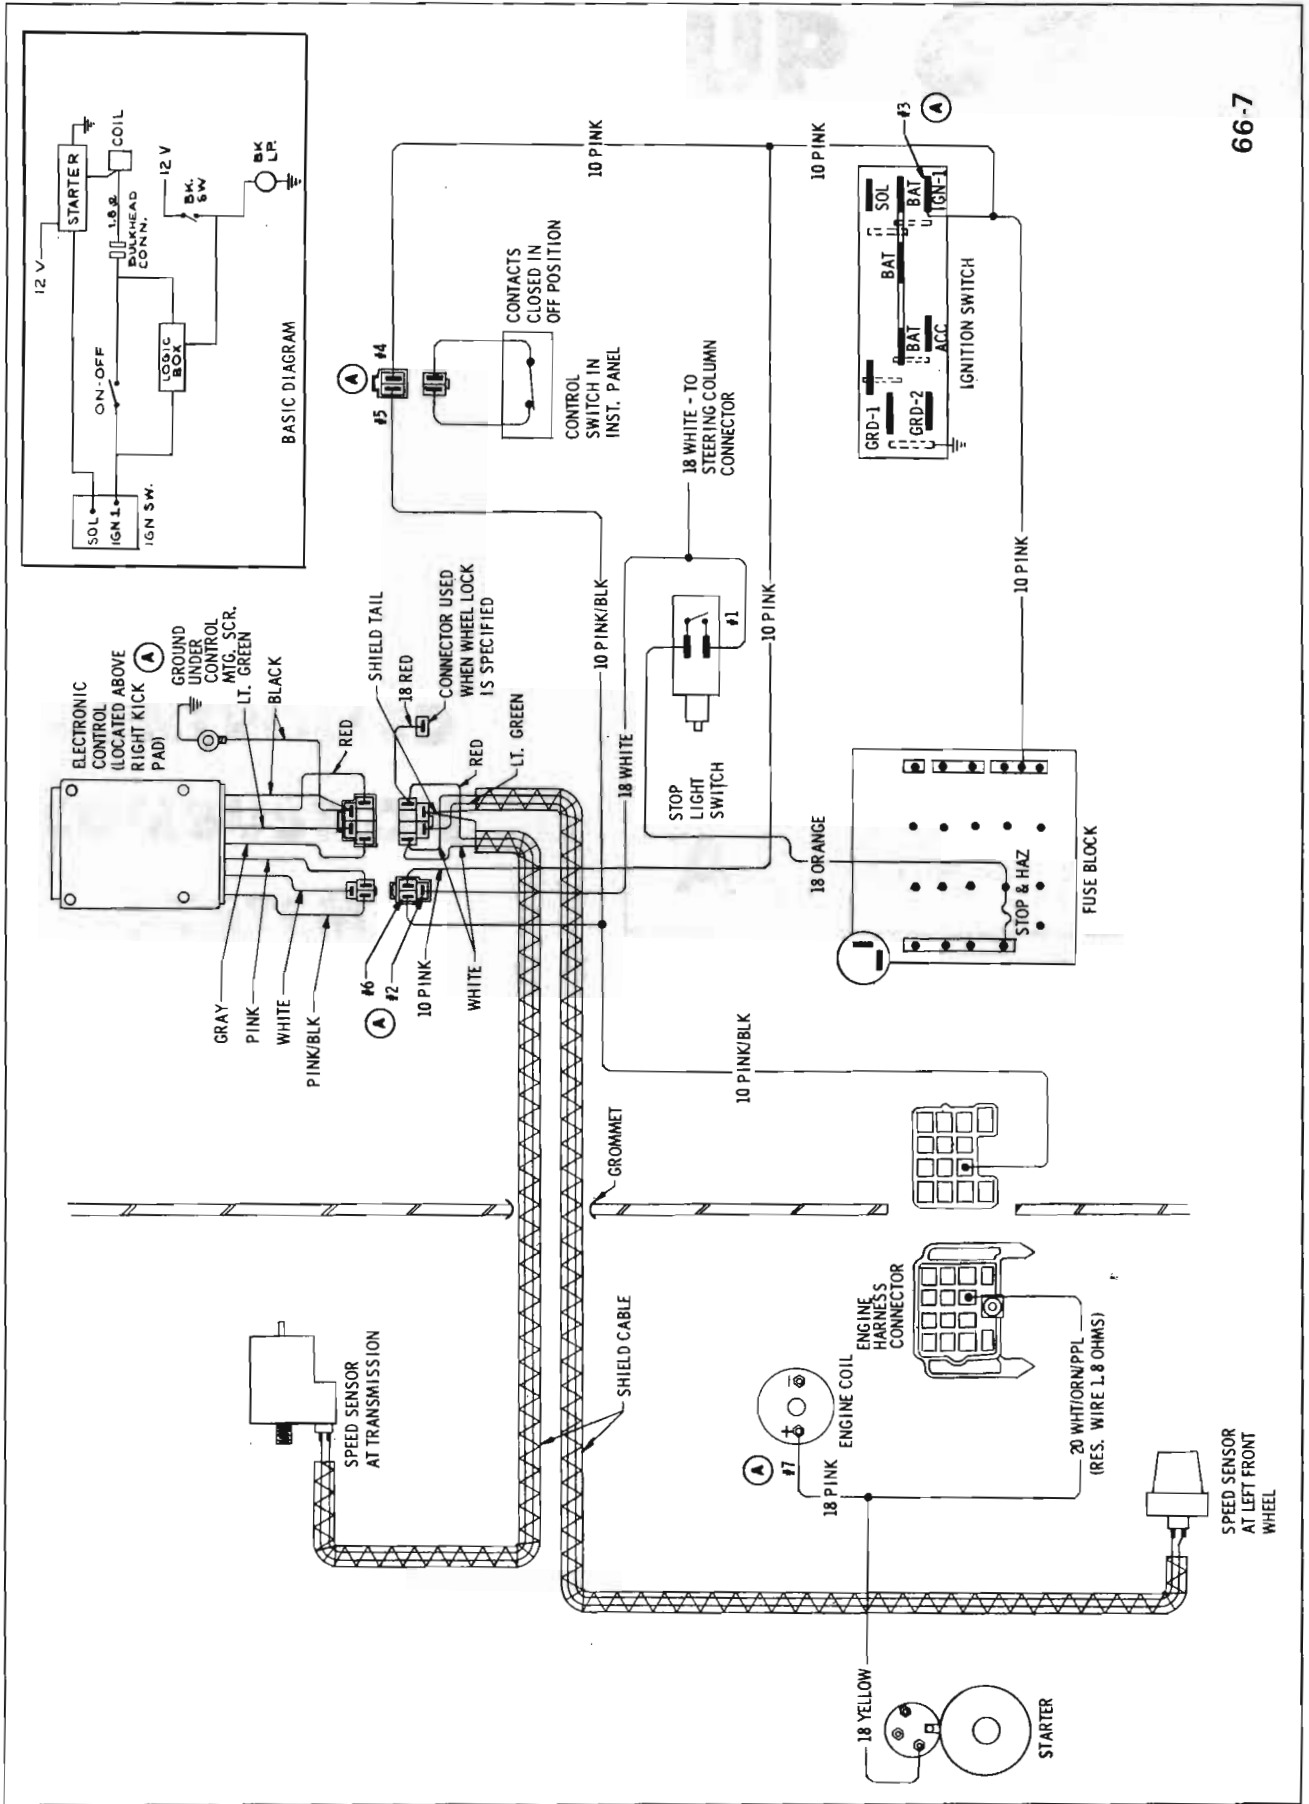 12 V
STARTER
COIL
1.8 Ω
BULKHEAD
CONN.
12 V
BK.
SW
BK
LP.
ON-OFF
LOGIC
BOX
SOL
IGN 1
IGN SW.
BASIC DIAGRAM
ELECTRONIC
CONTROL
(LOCATED ABOVE
RIGHT KICK
PAD)
A
GROUND
UNDER
CONTROL
MTG. SCR.
LT. GREEN
BLACK
RED
GRAY
PINK
WHITE
PINK/BLK
A
#6
#2
10 PINK
WHITE
SHIELD TAIL
18 RED
CONNECTOR USED
WHEN WHEEL LOCK
IS SPECIFIED
RED
LT. GREEN
A
#4
#5
CONTACTS
CLOSED IN
OFF POSITION
CONTROL
SWITCH IN
INST. PANEL
10 PINK
10 PINK
#3
A
SOL
BAT
IGN-1
BAT
BAT
ACC
GRD-1
GRD-2
IGNITION SWITCH
18 WHITE - TO
STEERING COLUMN
CONNECTOR
10 PINK/BLK
18 WHITE
#1
10 PINK
10 PINK
STOP
LIGHT
SWITCH
18 ORANGE
STOP & HAZ
FUSE BLOCK
10 PINK/BLK
GROMMET
SPEED SENSOR
AT TRANSMISSION
SHIELD CABLE
ENGINE
HARNESS
CONNECTOR
ENGINE COIL
+
-
A
#7
18 PINK
20 WHT/ORN/PPL
(RES. WIRE 1.8 OHMS)
SPEED SENSOR
AT LEFT FRONT
WHEEL
18 YELLOW
STARTER
66-7